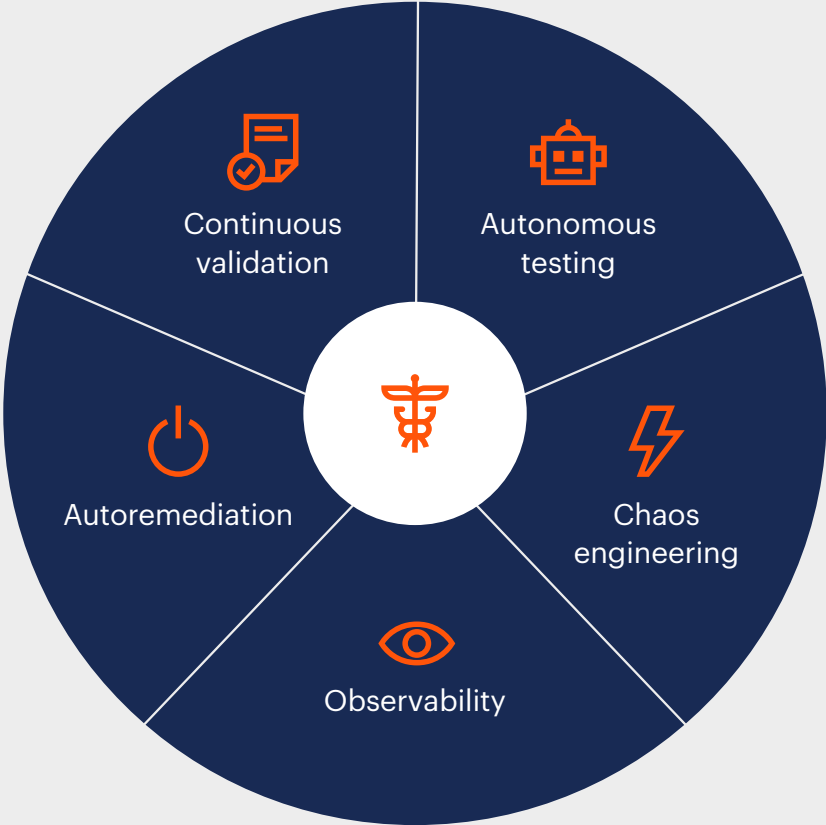 Continuous
validation
Autonomous
testing
Autoremediation
Chaos
engineering
Observability